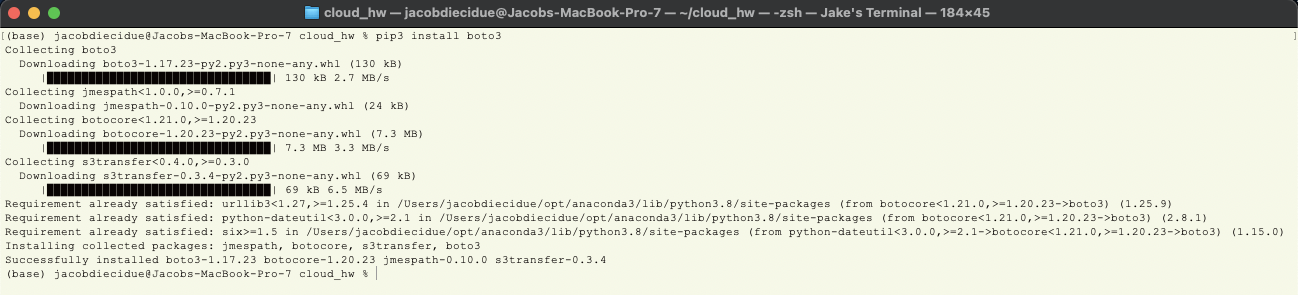 cloud_hw — jacobdiecidue@Jacobs-MacBook-Pro-7 — ~/cloud_hw — -zsh — Jake's Terminal — 184×45
[(base) jacobdiecidue@Jacobs-MacBook-Pro-7 cloud_hw % pip3 install boto3 ]
Collecting boto3
Downloading boto3-1.17.23-py2.py3-none-any.whl (130 kB)
|████████████████████████████████| 130 kB 2.7 MB/s
Collecting jmespath<1.0.0,>=0.7.1
Downloading jmespath-0.10.0-py2.py3-none-any.whl (24 kB)
Collecting botocore<1.21.0,>=1.20.23
Downloading botocore-1.20.23-py2.py3-none-any.whl (7.3 MB)
|████████████████████████████████| 7.3 MB 3.3 MB/s
Collecting s3transfer<0.4.0,>=0.3.0
Downloading s3transfer-0.3.4-py2.py3-none-any.whl (69 kB)
|████████████████████████████████| 69 kB 6.5 MB/s
Requirement already satisfied: urllib3<1.27,>=1.25.4 in /Users/jacobdiecidue/opt/anaconda3/lib/python3.8/site-packages (from botocore<1.21.0,>=1.20.23->boto3) (1.25.9)
Requirement already satisfied: python-dateutil<3.0.0,>=2.1 in /Users/jacobdiecidue/opt/anaconda3/lib/python3.8/site-packages (from botocore<1.21.0,>=1.20.23->boto3) (2.8.1)
Requirement already satisfied: six>=1.5 in /Users/jacobdiecidue/opt/anaconda3/lib/python3.8/site-packages (from python-dateutil<3.0.0,>=2.1->botocore<1.21.0,>=1.20.23->boto3) (1.15.0)
Installing collected packages: jmespath, botocore, s3transfer, boto3
Successfully installed boto3-1.17.23 botocore-1.20.23 jmespath-0.10.0 s3transfer-0.3.4
(base) jacobdiecidue@Jacobs-MacBook-Pro-7 cloud_hw %